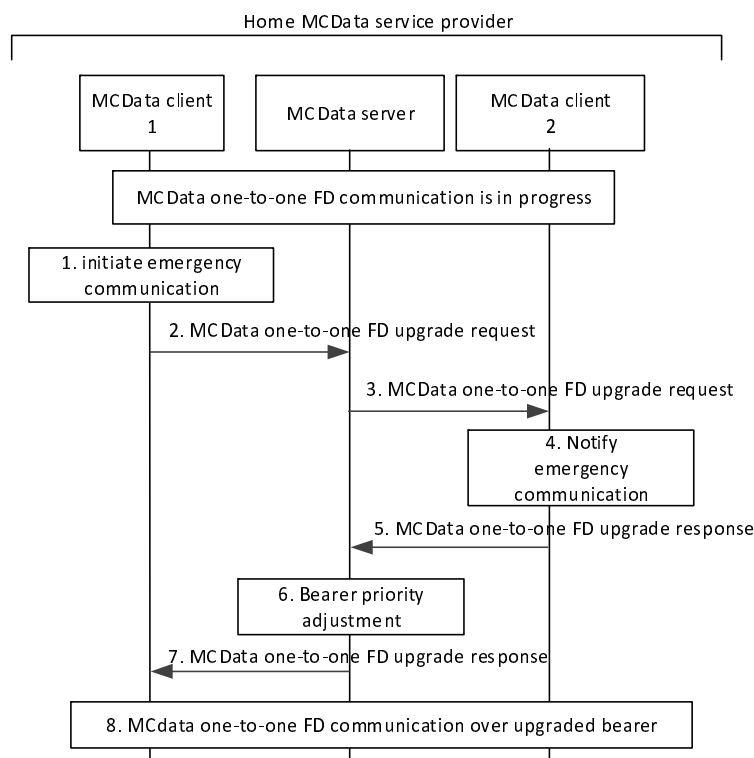 Home MCData service provider
MCData client
1
MCData server
MCData client
2
MCData one-to-one FD communication is in progress
1. initiate emergency
communication
2. MCData one-to-one FD upgrade request
3. MCData one-to-one FD upgrade request
4. Notify
emergency
communication
5. MCData one-to-one FD upgrade response
6. Bearer priority
adjustment
7. MCData one-to-one FD upgrade response
8. MCdata one-to-one FD communication over upgraded bearer